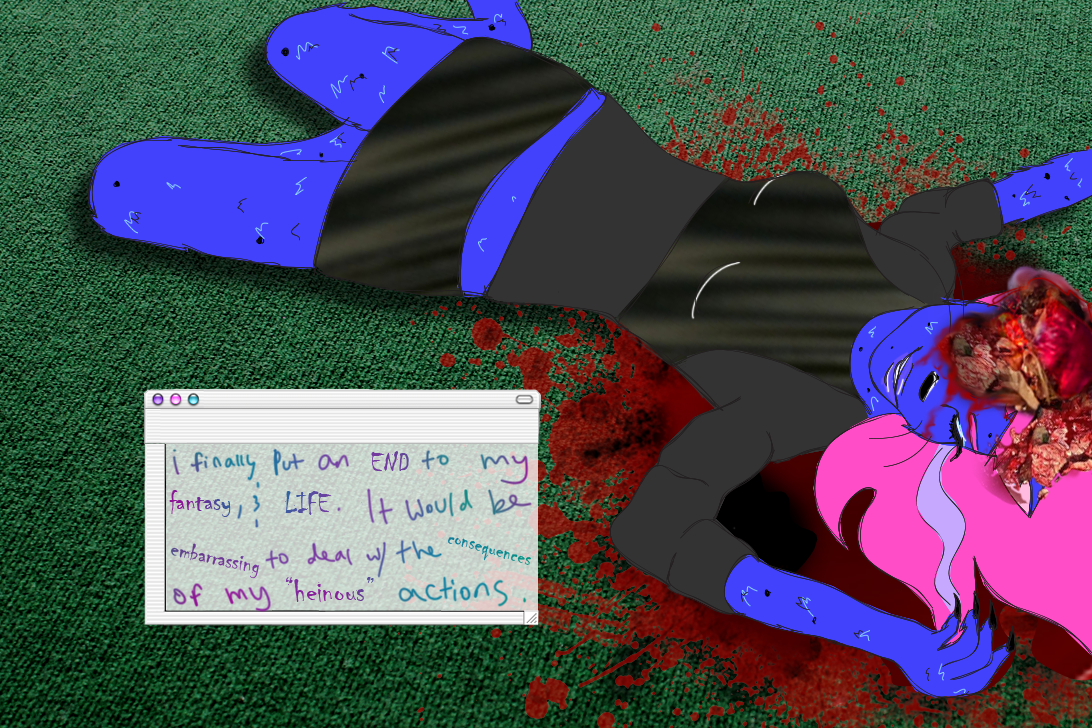 i finally put an END to my
fantasy, & LIFE. It would be
embarrassing to deal w/ the consequences
of my "heinous" actions.